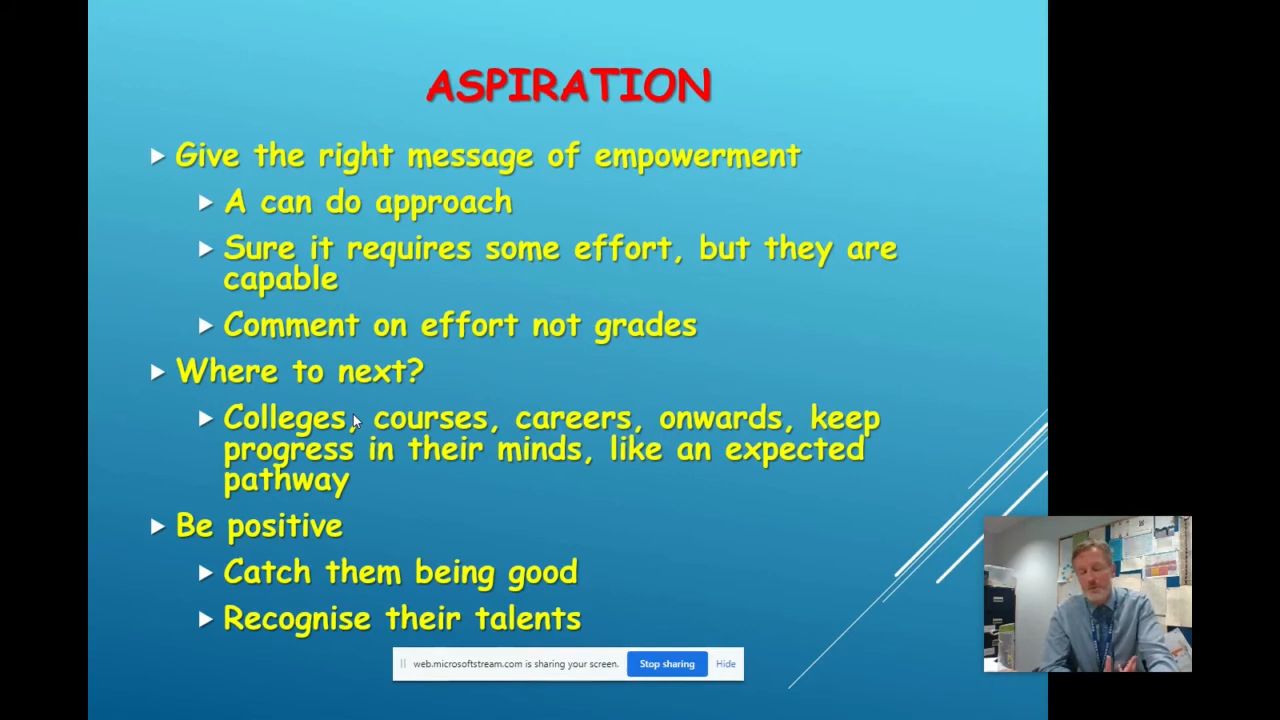 ASPIRATION
Give the right message of empowerment
A can do approach
Sure it requires some effort, but they are
capable
Comment on effort not grades
Where to next?
Colleges, courses, careers, onwards, keep
progress in their minds, like an expected
pathway
Be positive
Catch them being good
Recognise their talents
web.microsoftstream.com is sharing your screen. Stop sharing Hide